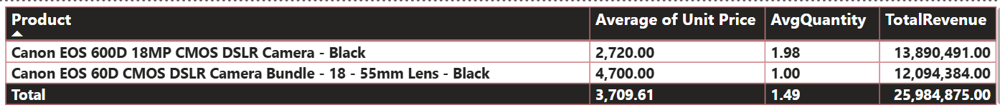 Product Average of Unit Price AvgQuantity TotalRevenue
Canon EOS 600D 18MP CMOS DSLR Camera - Black 2,720.00 1.98 13,890,491.00
Canon EOS 60D CMOS DSLR Camera Bundle - 18 - 55mm Lens - Black 4,700.00 1.00 12,094,384.00
Total 3,709.61 1.49 25,984,875.00